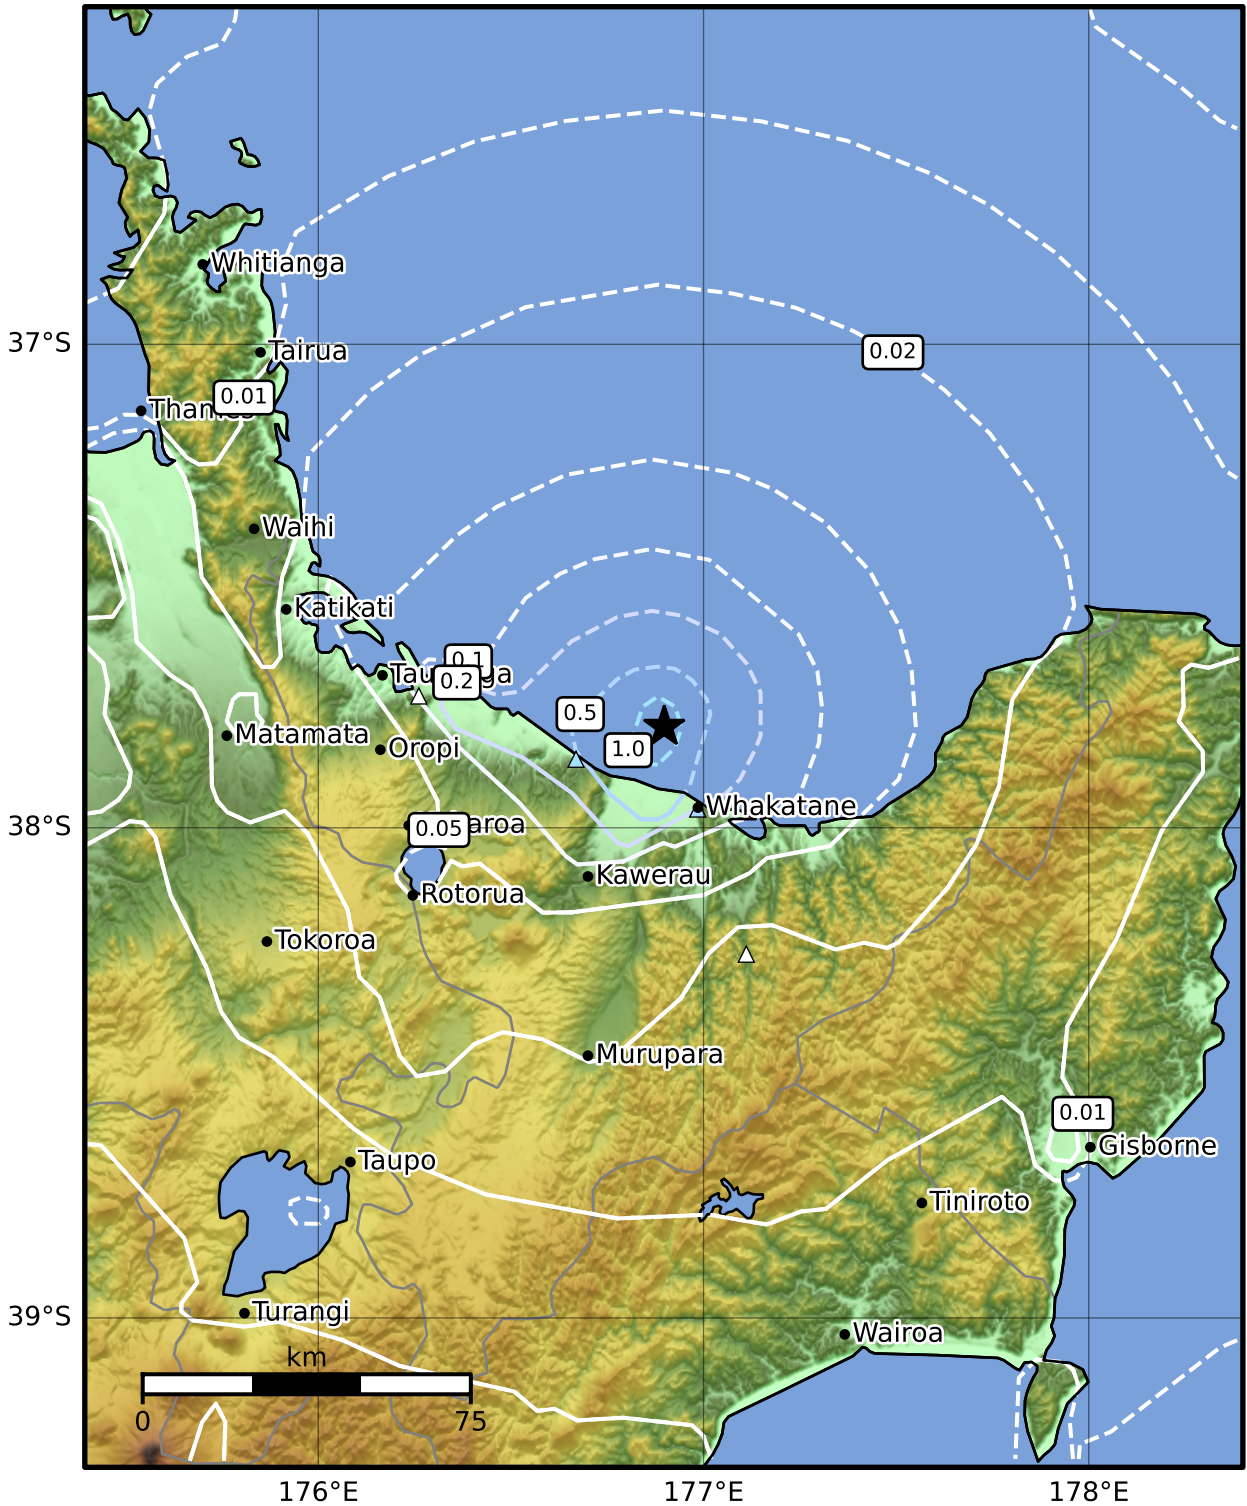 Whitianga
37°S
0.02
Tairua
0.01
Waihi
Katikati
0.1
0.2
0.5
Matamata
Oropi
1.0
Whakatane
38°S
0.05
Kawerau
Rotorua
Tokoroa
Murupara
0.01
Gisborne
Taupo
Tiniroto
39°S
Turangi
Wairoa
km
0
75
176°E
177°E
178°E